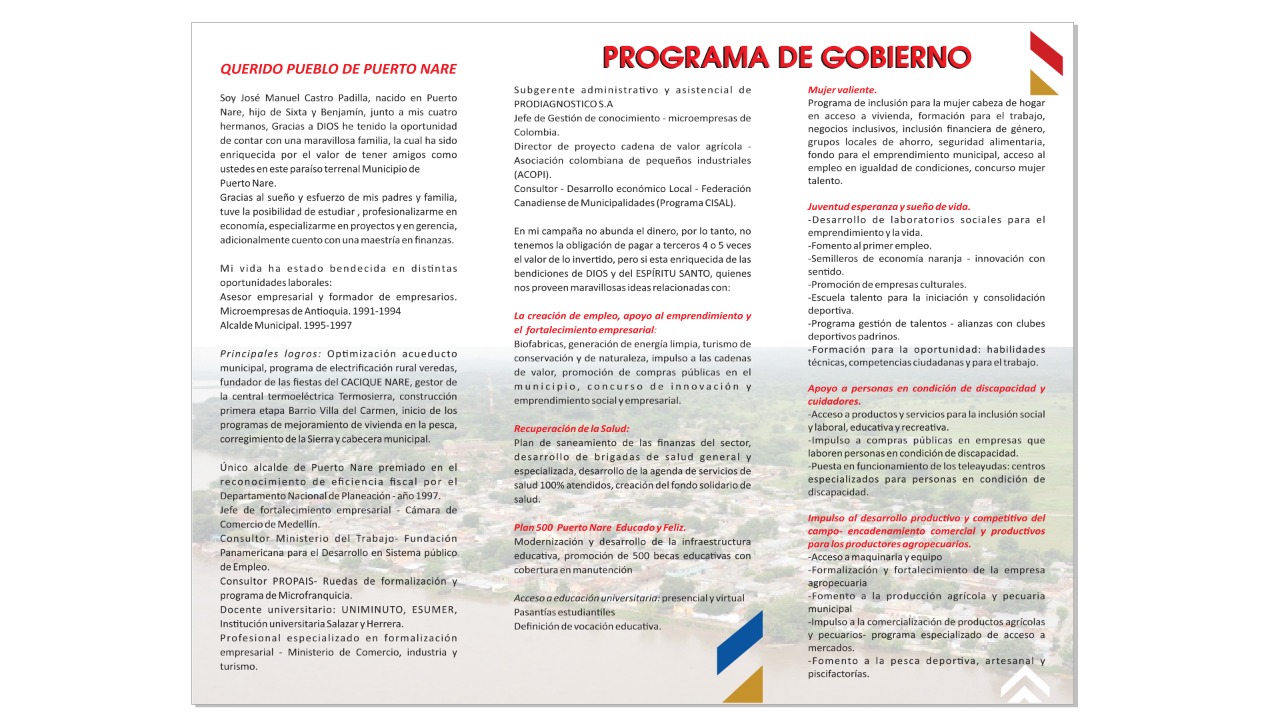 QUERIDO PUEBLO DE PUERTO NARE
Soy José Manuel Castro Padilla, nacido en Puerto
Nare, hijo de Sixta y Benjamín, junto a mis cuatro
hermanos, Gracias a DIOS he tenido la oportunidad
de contar con una maravillosa familia, la cual ha sido
enriquecida por el valor de tener amigos como
ustedes en este paraíso terrenal Municipio de
Puerto Nare.
Gracias al sueño y esfuerzo de mis padres y familia,
tuve la posibilidad de estudiar , profesionalizarme en
economía, especializarme en proyectos y en gerencia,
adicionalmente cuento con una maestría en finanzas.
Mi vida ha estado bendecida en distintas
oportunidades laborales:
Asesor empresarial y formador de empresarios.
Microempresas de Antioquia. 1991-1994
Alcalde Municipal. 1995-1997
Principales logros: Optimización acueducto
municipal, programa de electrificación rural veredas,
fundador de las fiestas del CACIQUE NARE, gestor de
la central termoeléctrica Termosierra, construcción
primera etapa Barrio Villa del Carmen, inicio de los
programas de mejoramiento de vivienda en la pesca,
corregimiento de la Sierra y cabecera municipal.
Único alcalde de Puerto Nare premiado en el
reconocimiento de eficiencia fiscal por el
Departamento Nacional de Planeación - año 1997.
Jefe de fortalecimiento empresarial - Cámara de
Comercio de Medellín.
Consultor Ministerio del Trabajo- Fundación
Panamericana para el Desarrollo en Sistema público
de Empleo.
Consultor PROPAIS- Ruedas de formalización y
programa de Microfranquicia.
Docente universitario: UNIMINUTO, ESUMER,
Institución universitaria Salazar y Herrera.
Profesional especializado en formalización
empresarial - Ministerio de Comercio, industria y
turismo.
PROGRAMA DE GOBIERNO
Subgerente administrativo y asistencial de
PRODIAGNOSTICO S.A
Jefe de Gestión de conocimiento - microempresas de
Colombia.
Director de proyecto cadena de valor agrícola -
Asociación colombiana de pequeños industriales
(ACOPI).
Consultor - Desarrollo económico Local - Federación
Canadiense de Municipalidades (Programa CISAL).
En mi campaña no abunda el dinero, por lo tanto, no
tenemos la obligación de pagar a terceros 4 o 5 veces
el valor de lo invertido, pero si esta enriquecida de las
bendiciones de DIOS y del ESPÍRITU SANTO, quienes
nos proveen maravillosas ideas relacionadas con:
La creación de empleo, apoyo al emprendimiento y
el fortalecimiento empresarial:
Biofabricas, generación de energía limpia, turismo de
conservación y de naturaleza, impulso a las cadenas
de valor, promoción de compras públicas en el
municipio, concurso de innovación y
emprendimiento social y empresarial.
Recuperación de la Salud:
Plan de saneamiento de las finanzas del sector,
desarrollo de brigadas de salud general y
especializada, desarrollo de la agenda de servicios de
salud 100% atendidos, creación del fondo solidario de
salud.
Plan 500 Puerto Nare Educado y Feliz.
Modernización y desarrollo de la infraestructura
educativa, promoción de 500 becas educativas con
cobertura en manutención
Acceso a educación universitaria: presencial y virtual
Pasantías estudiantiles
Definición de vocación educativa.
Mujer valiente.
Programa de inclusión para la mujer cabeza de hogar
en acceso a vivienda, formación para el trabajo,
negocios inclusivos, inclusión financiera de género,
grupos locales de ahorro, seguridad alimentaria,
fondo para el emprendimiento municipal, acceso al
empleo en igualdad de condiciones, concurso mujer
talento.
Juventud esperanza y sueño de vida.
-Desarrollo de laboratorios sociales para el
emprendimiento y la vida.
-Fomento al primer empleo.
-Semilleros de economía naranja - innovación con
sentido.
-Promoción de empresas culturales.
-Escuela talento para la iniciación y consolidación
deportiva.
-Programa gestión de talentos - alianzas con clubes
deportivos padrinos.
-Formación para la oportunidad: habilidades
técnicas, competencias ciudadanas y para el trabajo.
Apoyo a personas en condición de discapacidad y
cuidadores.
-Acceso a productos y servicios para la inclusión social
y laboral, educativa y recreativa.
-Impulso a compras públicas en empresas que
laboren personas en condición de discapacidad.
-Puesta en funcionamiento de los teleayudas: centros
especializados para personas en condición de
discapacidad.
Impulso al desarrollo productivo y competitivo del
campo- encadenamiento comercial y productivos
para los productores agropecuarios.
-Acceso a maquinaria y equipo
-Formalización y fortalecimiento de la empresa
agropecuaria
-Fomento a la producción agrícola y pecuaria
municipal
-Impulso a la comercialización de productos agrícolas
y pecuarios- programa especializado de acceso a
mercados.
-Fomento a la pesca deportiva, artesanal y
piscifactorías.